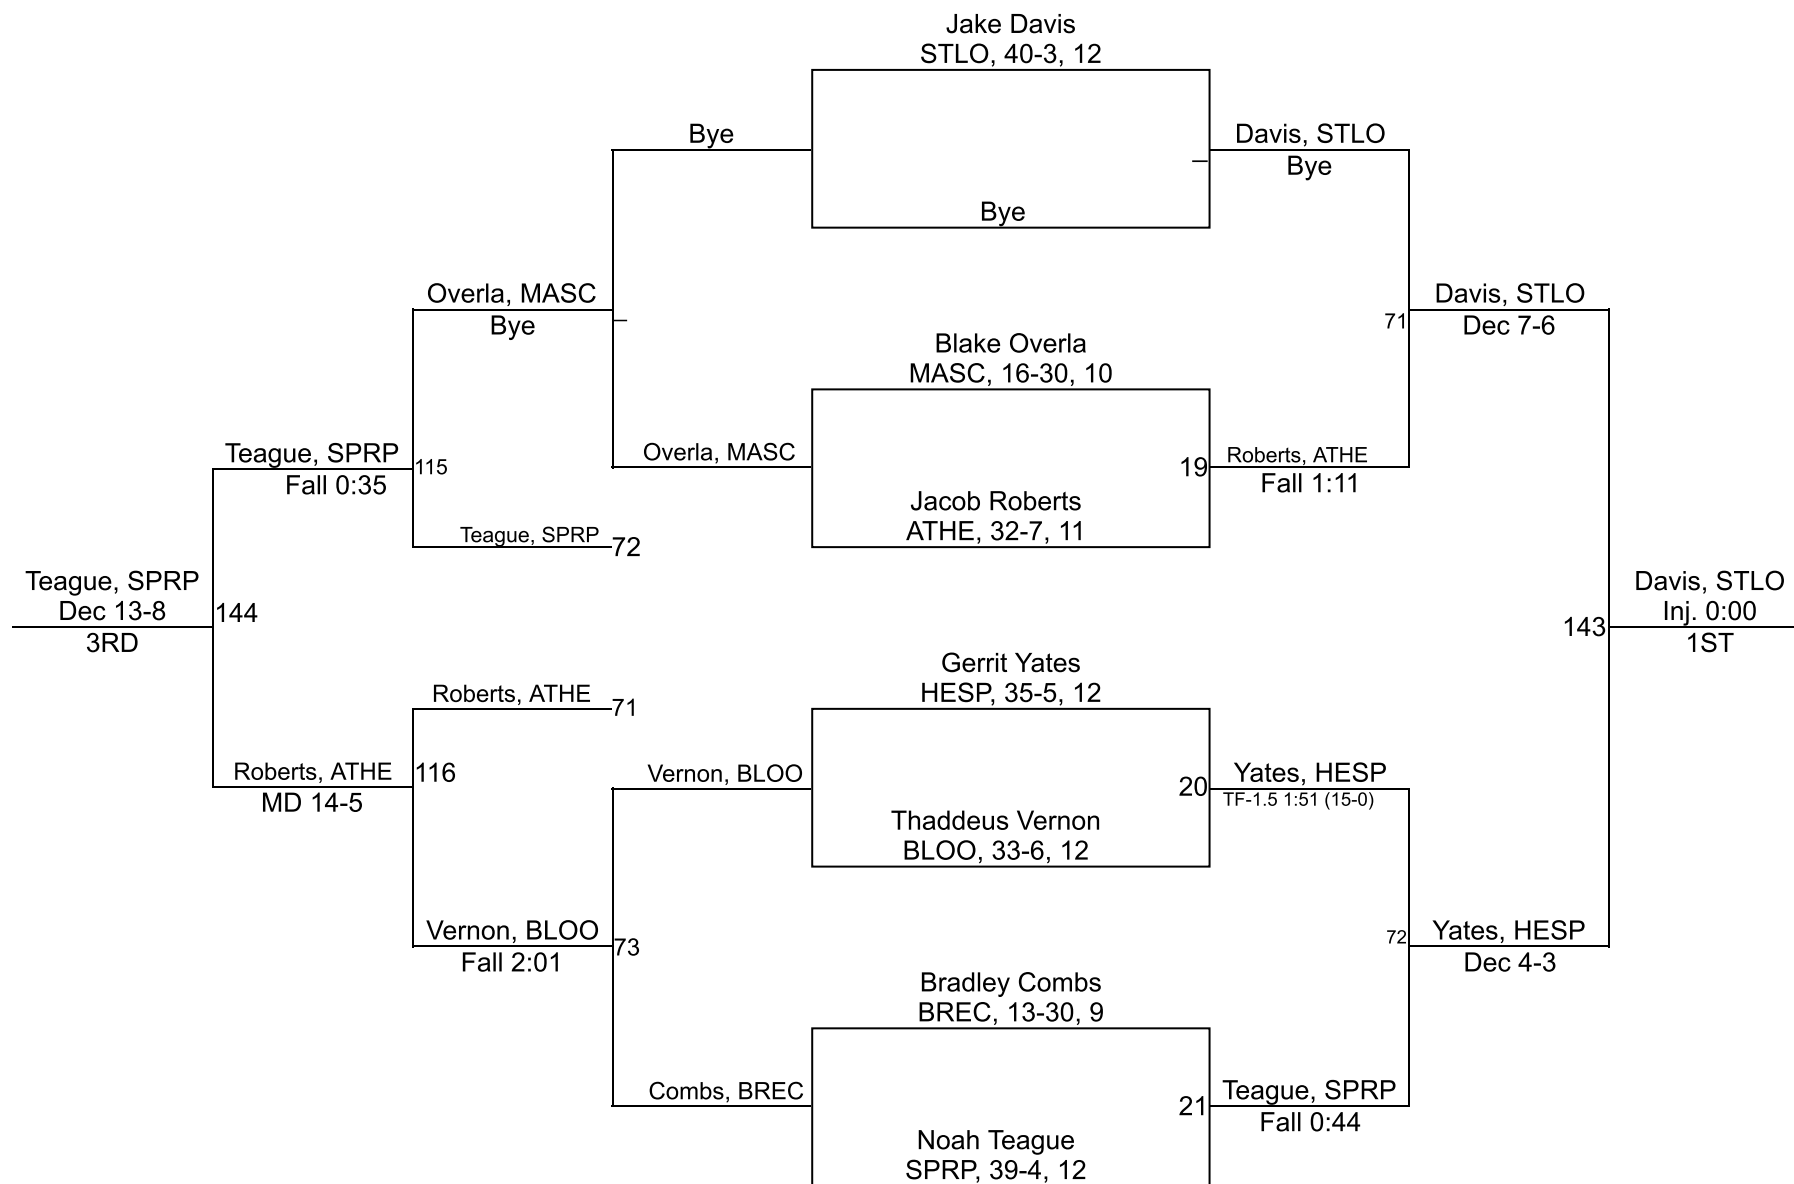 Jake Davis
STLO, 40-3, 12
Bye
Davis, STLO
Bye
Bye
Overla, MASC
Bye
Davis, STLO
71
Dec 7-6
Blake Overla
MASC, 16-30, 10
Teague, SPRP
115
Fall 0:35
Overla, MASC
19
Roberts, ATHE
Fall 1:11
Jacob Roberts
ATHE, 32-7, 11
Teague, SPRP
72
Teague, SPRP
Dec 13-8
144
3RD
Davis, STLO
Inj. 0:00
143
1ST
Gerrit Yates
HESP, 35-5, 12
Roberts, ATHE
71
Roberts, ATHE
116
MD 14-5
Vernon, BLOO
20
Yates, HESP
TF-1.5 1:51 (15-0)
Thaddeus Vernon
BLOO, 33-6, 12
Vernon, BLOO
73
Fall 2:01
72
Yates, HESP
Dec 4-3
Bradley Combs
BREC, 13-30, 9
Combs, BREC
21
Teague, SPRP
Fall 0:44
Noah Teague
SPRP, 39-4, 12